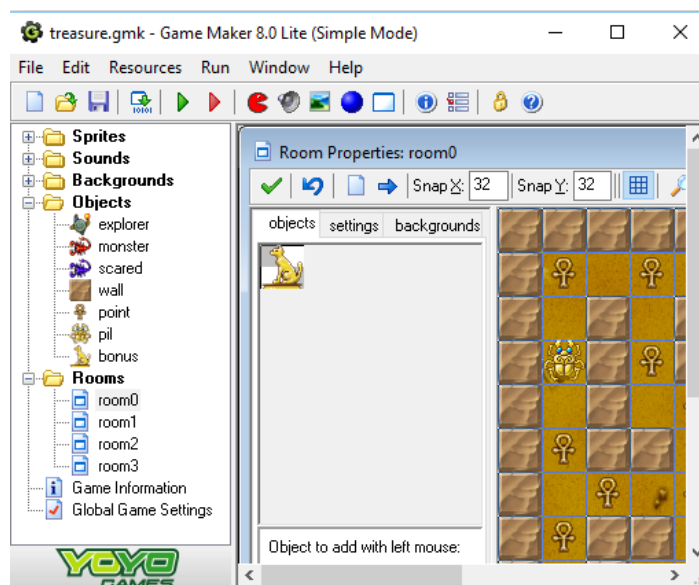 treasure.gmk - Game Maker 8.0 Lite (Simple Mode)
File Edit Resources Run Window Help
Sprites
Sounds
Backgrounds
Objects
explorer
monster
scared
wall
point
pil
bonus
Rooms
room0
room1
room2
room3
Game Information
Global Game Settings
YOYO
GAMES
Room Properties: room0
Snap X: 32 Snap Y: 32
objects settings backgrounds
Object to add with left mouse: